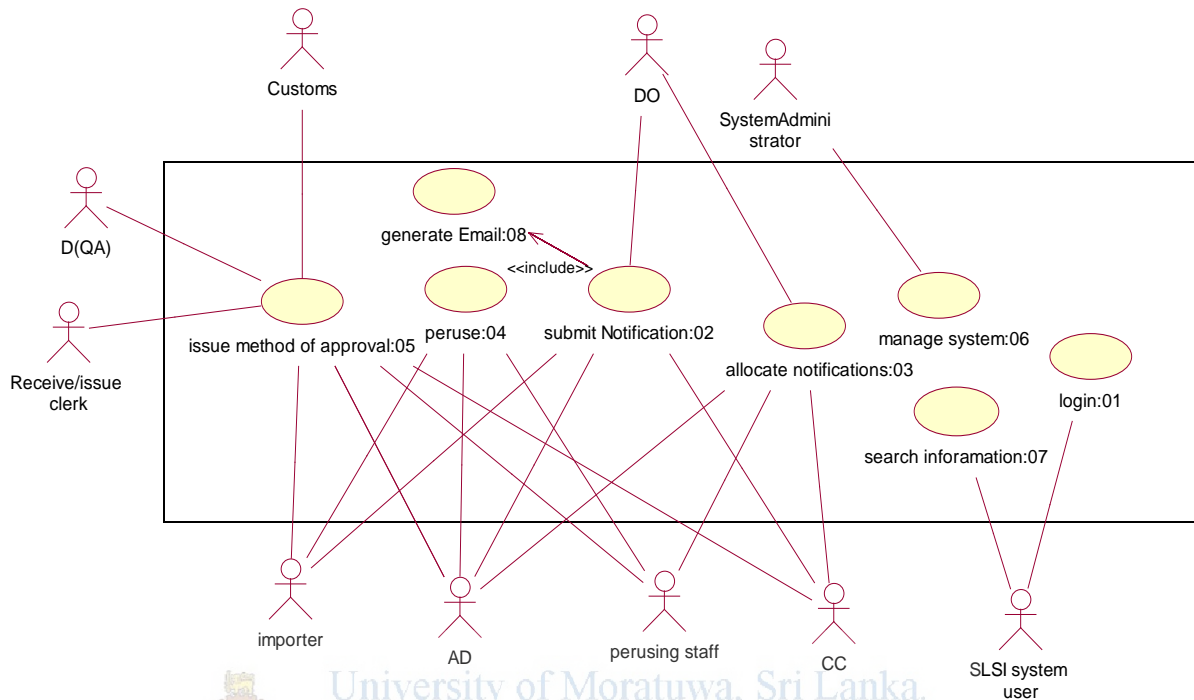 Customs
DO
SystemAdmini
strator
D(QA)
generate Email:08
<<include>>
Receive/issue
clerk
issue method of approval:05
peruse:04
submit Notification:02
allocate notifications:03
manage system:06
login:01
search inforamation:07
importer
AD
perusing staff
CC
SLSI system
user
University of Moratuwa, Sri Lanka.